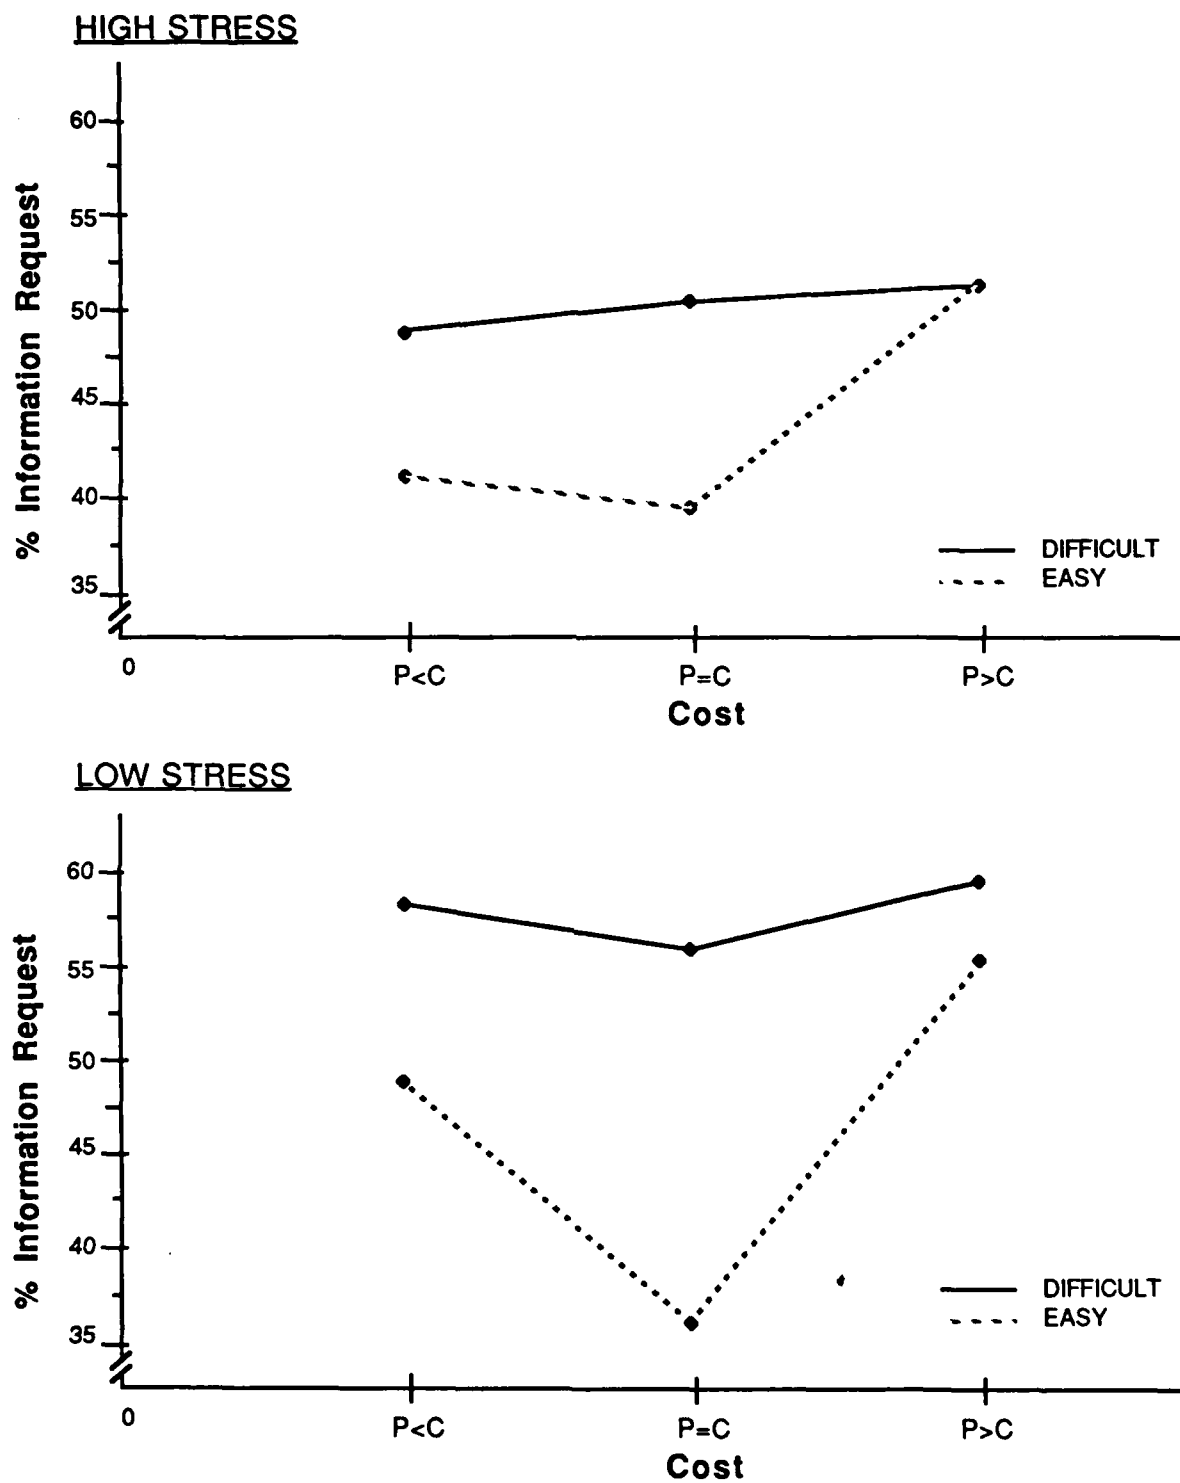 HIGH STRESS
% Information Request
60
55
50
45
40
35
0
P<C
P=C
P>C
Cost
DIFFICULT
EASY
LOW STRESS
% Information Request
60
55
50
45
40
35
0
P<C
P=C
P>C
Cost
DIFFICULT
EASY